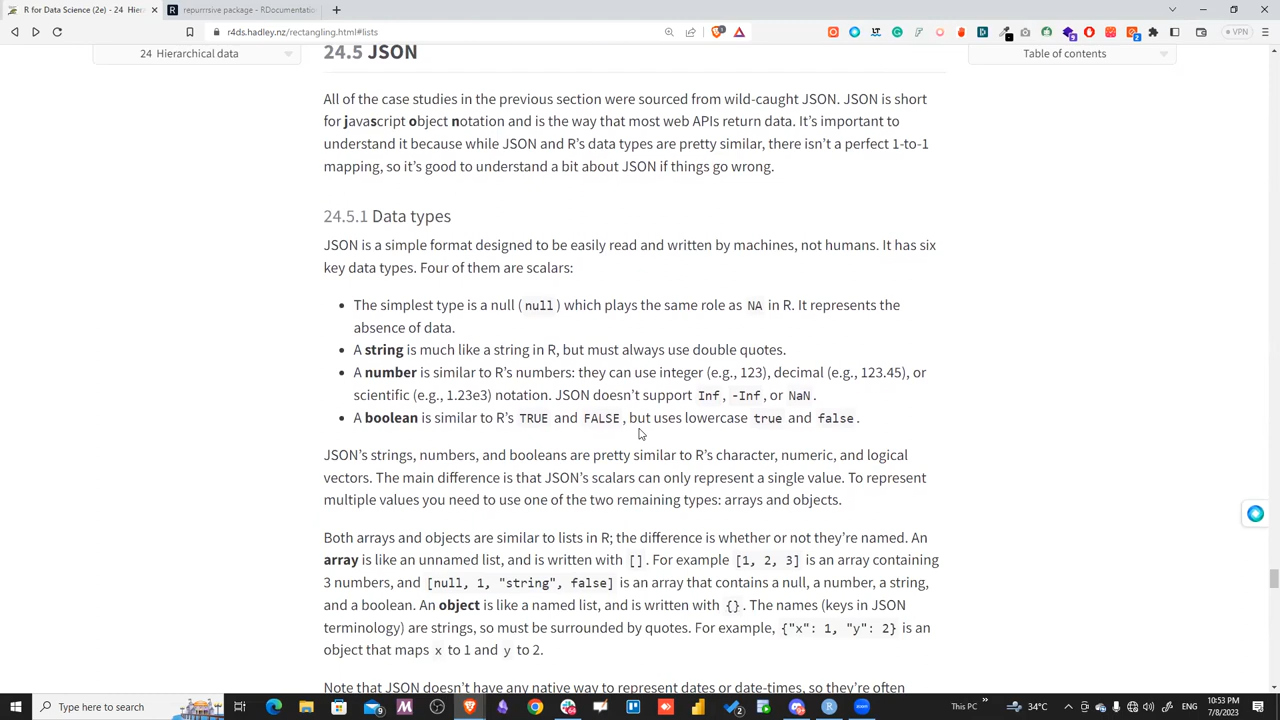 R for Data Science (2e) - 24 Hier
repurrrsive package - RDocumentatio
r4ds.hadley.nz/rectangling.html#lists
VPN
24 Hierarchical data
Table of contents
24.5 JSON
All of the case studies in the previous section were sourced from wild-caught JSON. JSON is short
for javascript object notation and is the way that most web APIs return data. It's important to
understand it because while JSON and R's data types are pretty similar, there isn't a perfect 1-to-1
mapping, so it's good to understand a bit about JSON if things go wrong.
24.5.1 Data types
JSON is a simple format designed to be easily read and written by machines, not humans. It has six
key data types. Four of them are scalars:
• The simplest type is a null (null) which plays the same role as NA in R. It represents the
absence of data.
• A string is much like a string in R, but must always use double quotes.
• A number is similar to R's numbers: they can use integer (e.g., 123), decimal (e.g., 123.45), or
scientific (e.g., 1.23e3) notation. JSON doesn't support Inf, -Inf, or NaN.
• A boolean is similar to R's TRUE and FALSE, but uses lowercase true and false.
JSON's strings, numbers, and booleans are pretty similar to R's character, numeric, and logical
vectors. The main difference is that JSON's scalars can only represent a single value. To represent
multiple values you need to use one of the two remaining types: arrays and objects.
Both arrays and objects are similar to lists in R; the difference is whether or not they're named. An
array is like an unnamed list, and is written with []. For example [1, 2, 3] is an array containing
3 numbers, and [null, 1, "string", false] is an array that contains a null, a number, a string,
and a boolean. An object is like a named list, and is written with {}. The names (keys in JSON
terminology) are strings, so must be surrounded by quotes. For example, {"x": 1, "y": 2} is an
object that maps x to 1 and y to 2.
Note that JSON doesn't have any native way to represent dates or date-times, so they're often
Type here to search
This PC
34°C
10:53 PM
7/8/2023